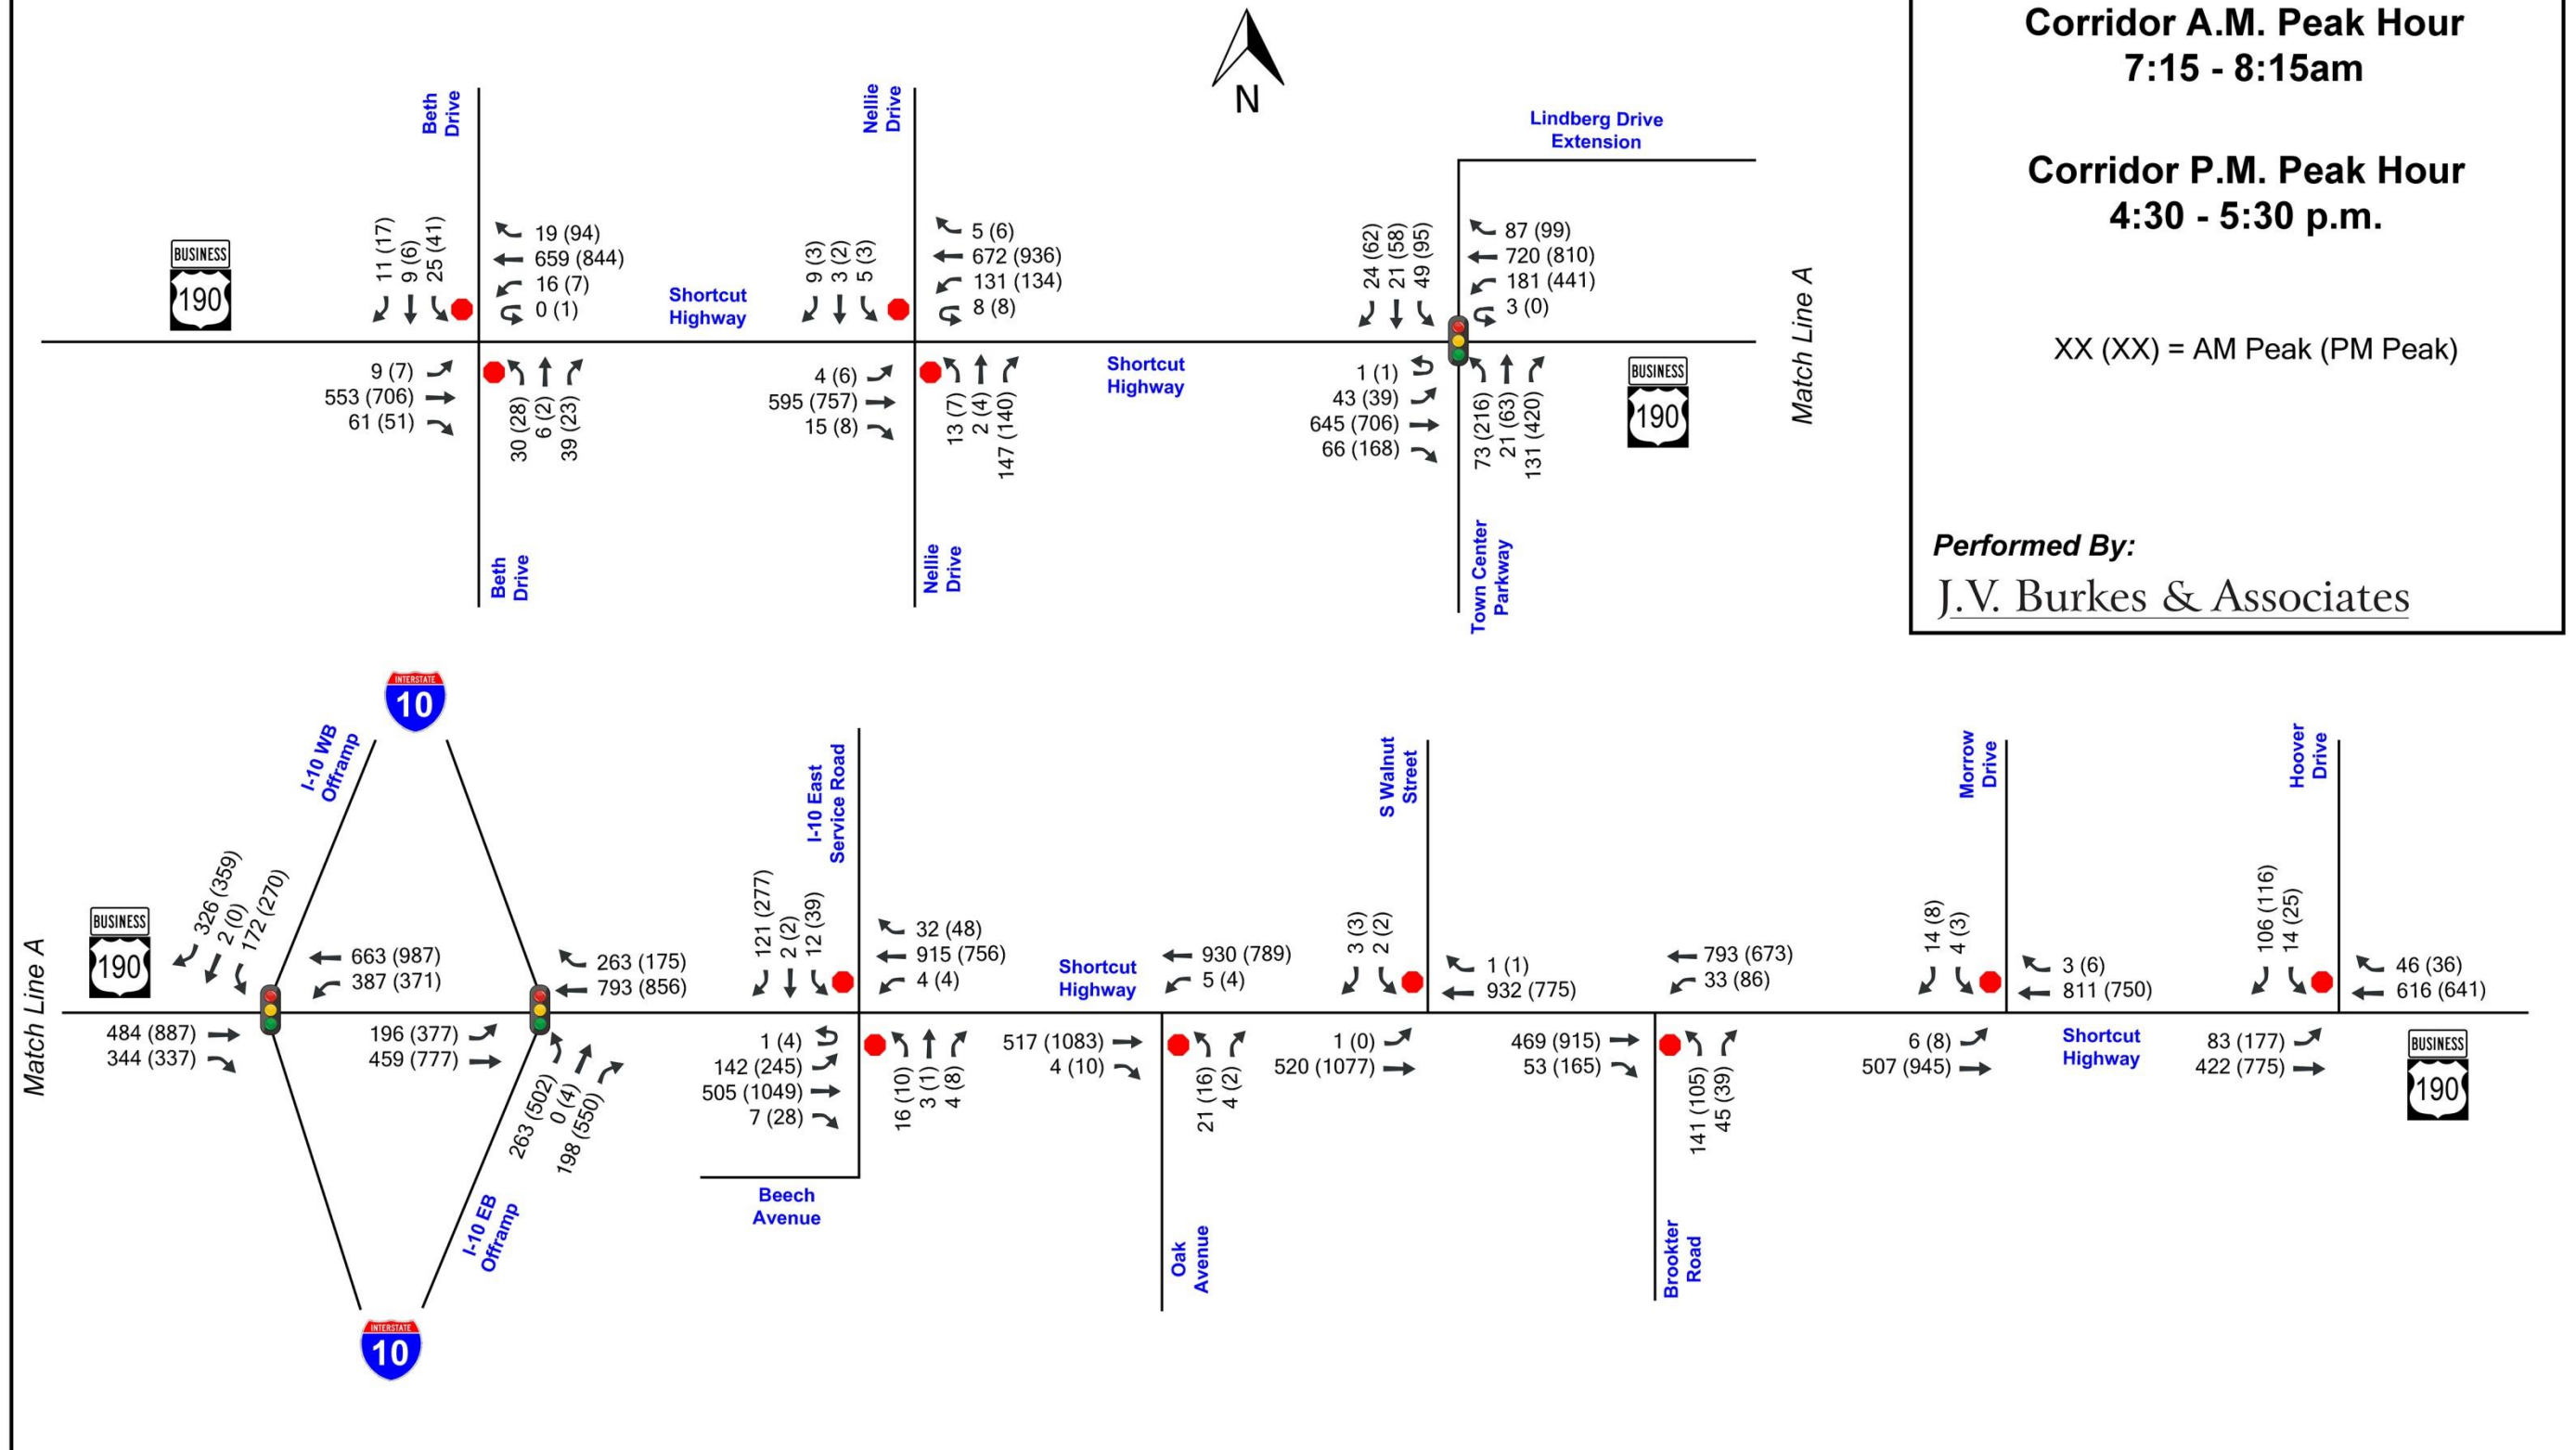 Corridor A.M. Peak Hour
7:15 - 8:15am
Corridor P.M. Peak Hour
4:30 - 5:30 p.m.
XX (XX) = AM Peak (PM Peak)
Performed By:
J.V. Burkes & Associates
N
Beth
Drive
Nellie
Drive
Lindberg Drive
Extension
BUSINESS
190
11 (17)
9 (6)
25 (41)
19 (94)
659 (844)
16 (7)
0 (1)
Shortcut
Highway
9 (3)
3 (2)
5 (3)
5 (6)
672 (936)
131 (134)
8 (8)
24 (62)
21 (58)
49 (95)
87 (99)
720 (810)
181 (441)
3 (0)
Match Line A
9 (7)
553 (706)
61 (51)
30 (28)
6 (2)
39 (23)
4 (6)
595 (757)
15 (8)
13 (7)
2 (4)
147 (140)
Shortcut
Highway
1 (1)
43 (39)
645 (706)
66 (168)
73 (216)
21 (63)
131 (420)
BUSINESS
190
Beth
Drive
Nellie
Drive
Town Center
Parkway
INTERSTATE
10
I-10 WB
Offramp
I-10 East
Service Road
S Walnut
Street
Morrow
Drive
Hoover
Drive
Match Line A
BUSINESS
190
326 (359)
2 (0)
172 (270)
663 (987)
387 (371)
263 (175)
793 (856)
121 (277)
2 (2)
12 (39)
32 (48)
915 (756)
4 (4)
Shortcut
Highway
930 (789)
5 (4)
3 (3)
2 (2)
1 (1)
932 (775)
793 (673)
33 (86)
14 (8)
4 (3)
3 (6)
811 (750)
106 (116)
14 (25)
46 (36)
616 (641)
484 (887)
344 (337)
196 (377)
459 (777)
263 (502)
0 (4)
198 (550)
1 (4)
142 (245)
505 (1049)
7 (28)
16 (10)
3 (1)
4 (8)
517 (1083)
4 (10)
21 (16)
4 (2)
1 (0)
520 (1077)
469 (915)
53 (165)
141 (105)
45 (39)
6 (8)
507 (945)
Shortcut
Highway
83 (177)
422 (775)
BUSINESS
190
I-10 EB
Offramp
Beech
Avenue
Oak
Avenue
Brookter
Road
INTERSTATE
10